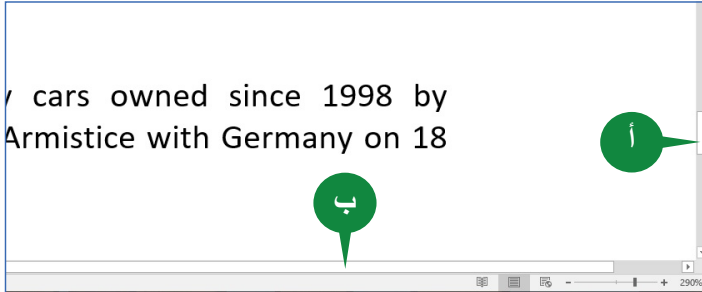 y cars owned since 1998 by
Armistice with Germany on 18
أ
ب
290%